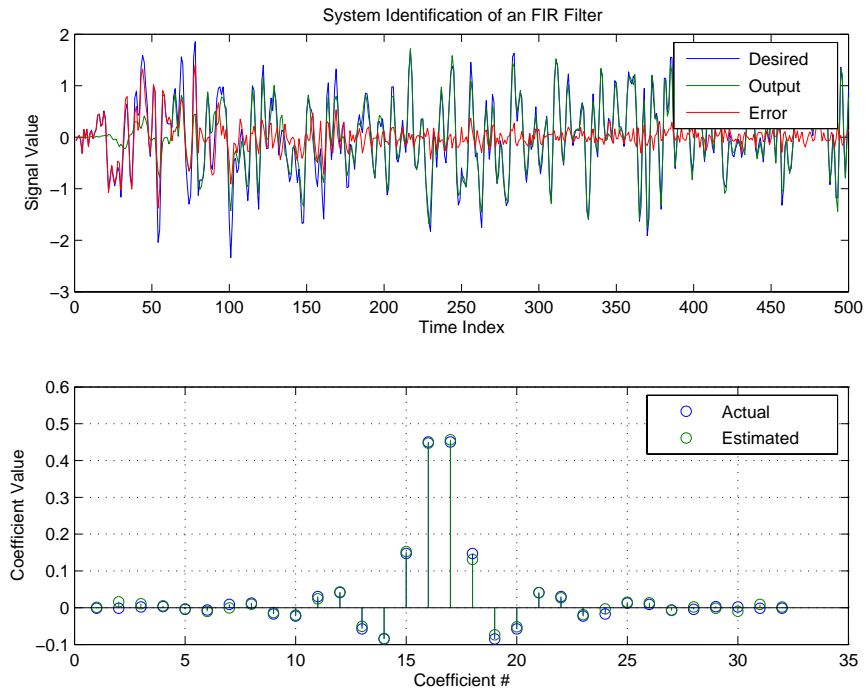 System Identification of an FIR Filter
2
1
0
−1
−2
−3
Signal Value
Desired
Output
Error
0 50 100 150 200 250 300 350 400 450 500
Time Index
0.6
0.5
0.4
0.3
0.2
0.1
0
−0.1
Coefficient Value
Actual
Estimated
0 5 10 15 20 25 30 35
Coefficient #